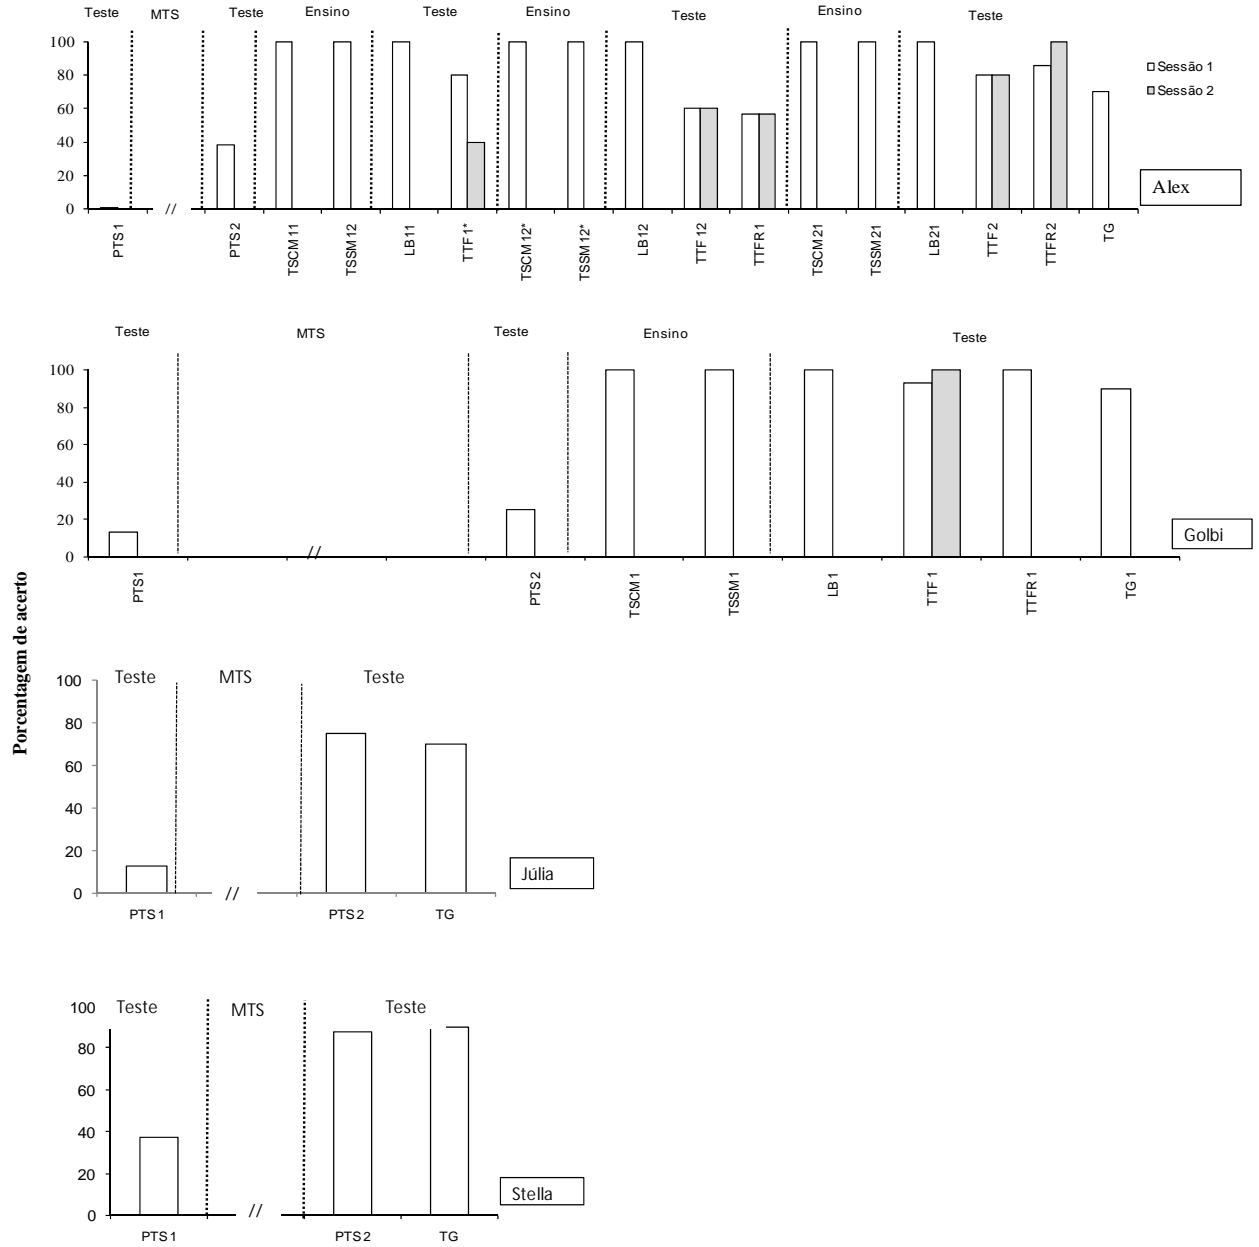 Teste MTS Teste Ensino Teste Ensino Teste Ensino Teste
100
80
60
40
20
0
Sessão 1
Sessão 2
Alex
//
PTS1 PTS2 TSCM11 TSSM12 LB11 TTF1* TSCM12* TSSM12* LB12 TTF12 TTFR1 TSCM21 TSSM21 LB21 TTF2 TTFR2 TG
Teste MTS Teste Ensino Teste
100
80
60
40
20
0
Golbi
//
PTS1 PTS2 TSCM1 TSSM1 LB1 TTF1 TTFR1 TG1
Porcentagem de acerto
Teste MTS Teste
100
80
60
40
20
0
Júlia
//
PTS1 PTS2 TG
Teste MTS Teste
100
80
60
40
20
0
Stella
//
PTS1 PTS2 TG